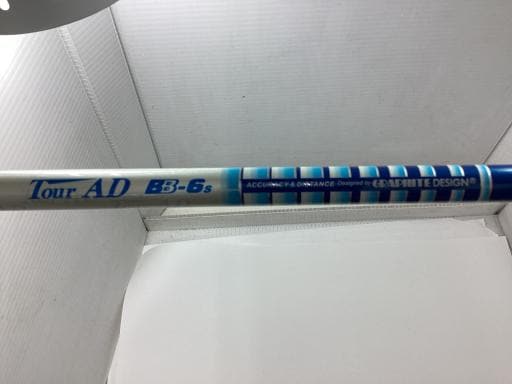 Tour AD BB-6s ACCURACY & DISTANCE Designed by GRAPHITE DESIGN®